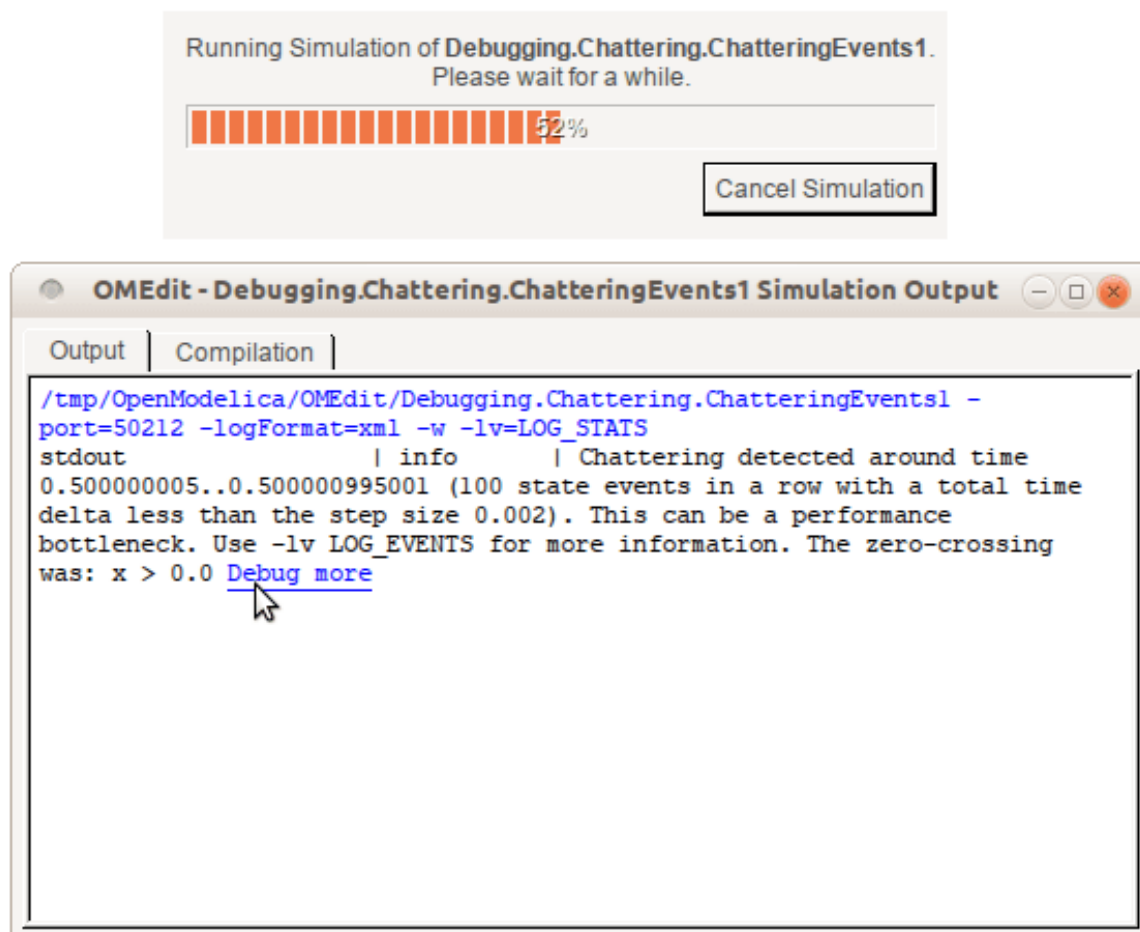 Running Simulation of Debugging.Chattering.ChatteringEvents1.
Please wait for a while.
52%
Cancel Simulation
OMEdit - Debugging.Chattering.ChatteringEvents1 Simulation Output
Output Compilation
/tmp/OpenModelica/OMEdit/Debugging.Chattering.ChatteringEvents1 -
port=50212 -logFormat=xml -w -lv=LOG_STATS
stdout | info | Chattering detected around time
0.500000005..0.500000995001 (100 state events in a row with a total time
delta less than the step size 0.002). This can be a performance
bottleneck. Use -lv LOG_EVENTS for more information. The zero-crossing
was: x > 0.0 Debug more